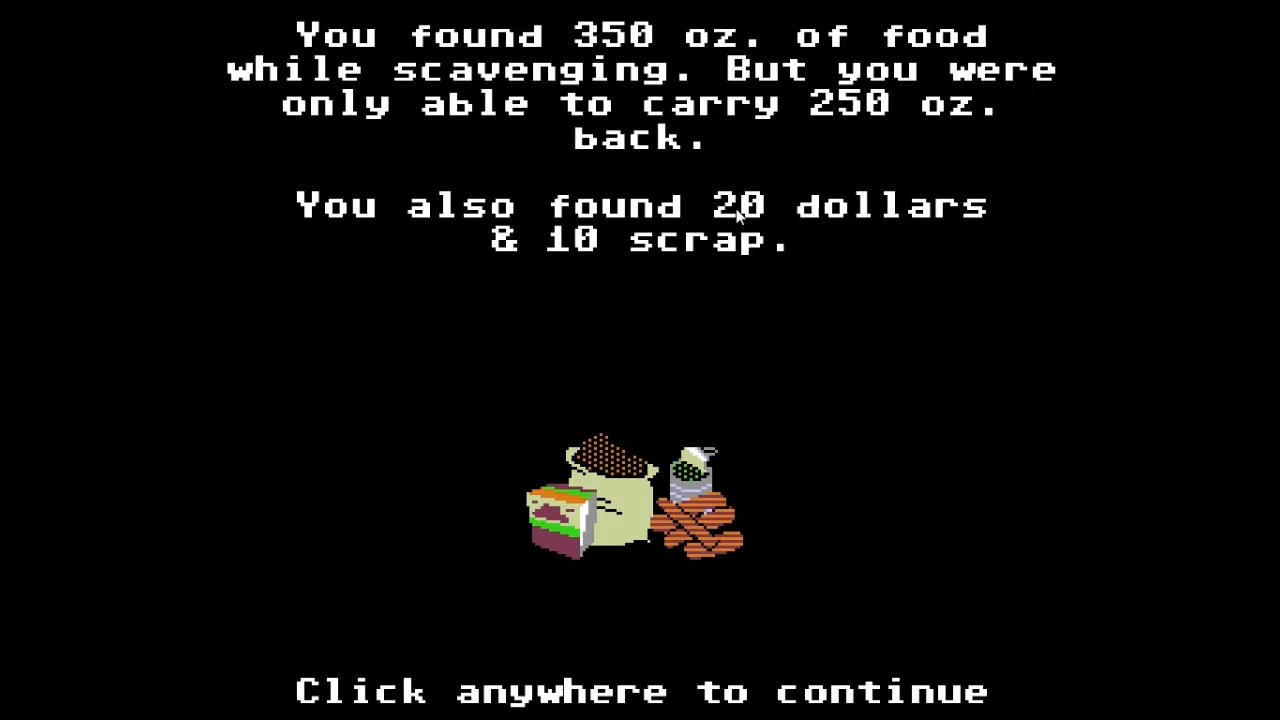 You found 350 oz. of food
while scavenging. But you were
only able to carry 250 oz.
back.
You also found 20 dollars
& 10 scrap.
Click anywhere to continue